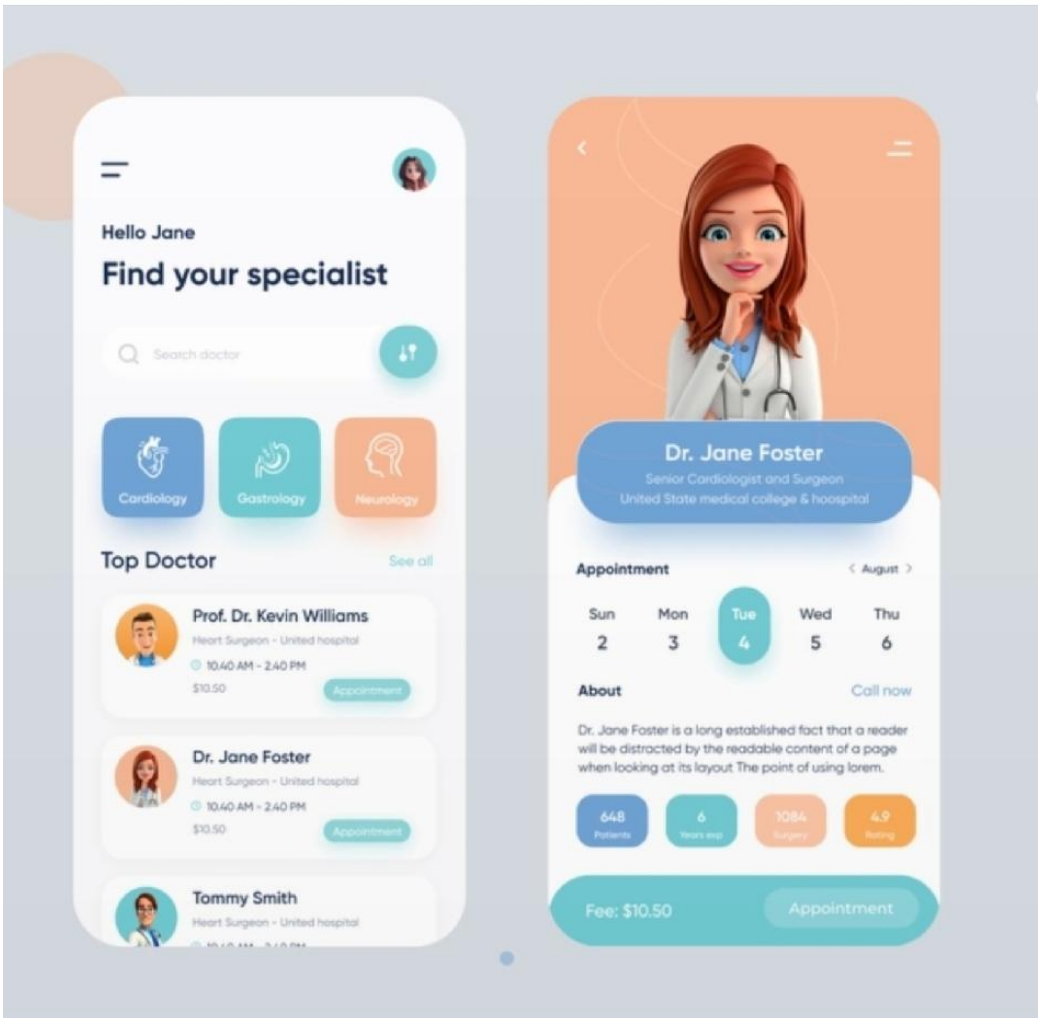 Hello Jane
Find your specialist
Search doctor
Cardiology
Gastrology
Neurology
Top Doctor
See all
Prof. Dr. Kevin Williams
Heart Surgeon - United hospital
10.40 AM - 2.40 PM
$10.50
Appointment
Dr. Jane Foster
Heart Surgeon - United hospital
10.40 AM - 2.40 PM
$10.50
Appointment
Tommy Smith
Heart Surgeon - United hospital
Dr. Jane Foster
Senior Cardiologist and Surgeon
United State medical college & hoospital
Appointment
< August >
Sun Mon Tue Wed Thu
2 3 4 5 6
About
Call now
Dr. Jane Foster is a long established fact that a reader
will be distracted by the readable content of a page
when looking at its layout The point of using lorem.
648
Patients
6
Years exp
1084
Surgery
4.9
Rating
Fee: $10.50
Appointment